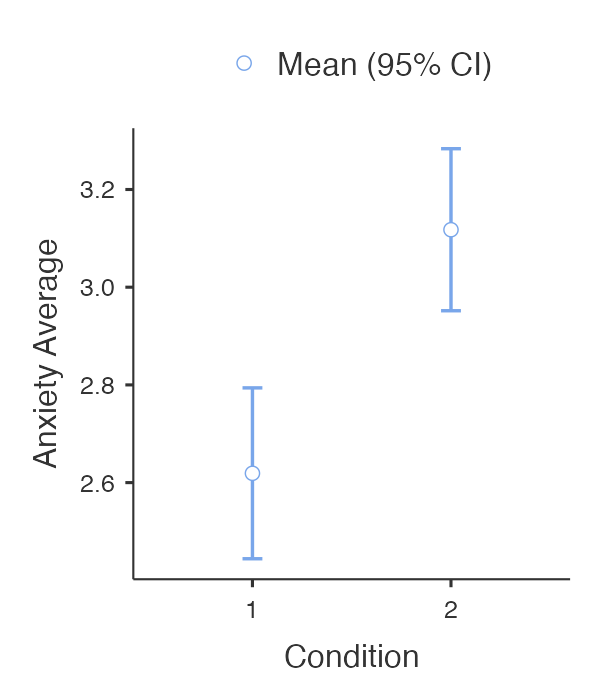 Mean (95% CI)
3.2
3.0
2.8
2.6
Anxiety Average
1
2
Condition